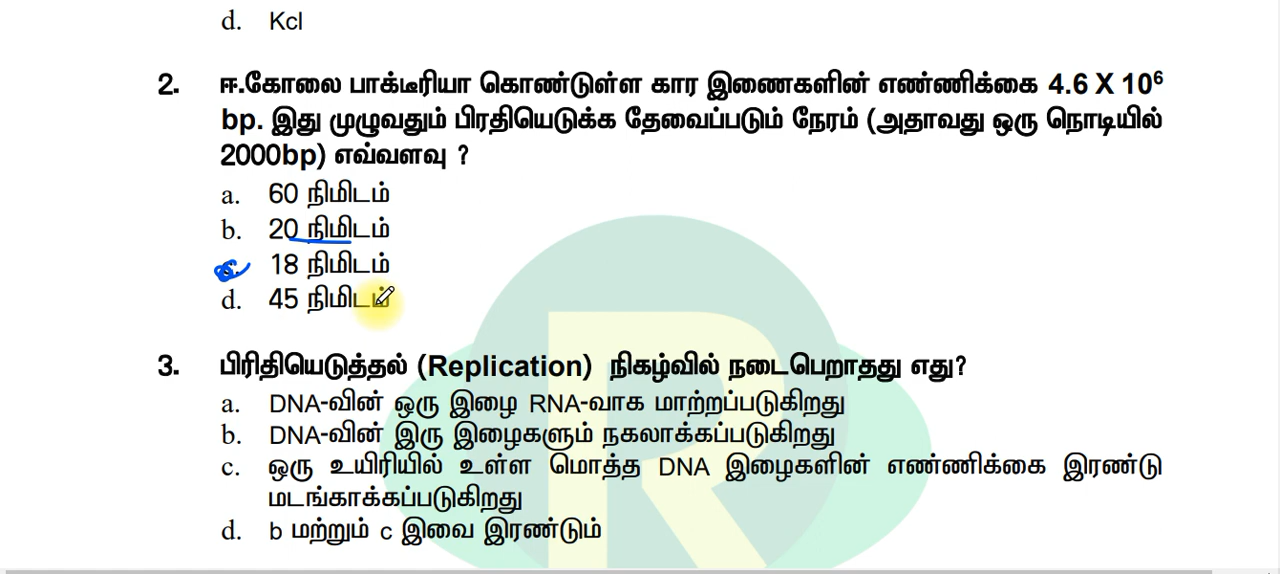 d. Kcl
2. ஈ.கோலை பாக்டீரியா கொண்டுள்ள கார இணைகளின் எண்ணிக்கை 4.6 X 10⁶
bp. இது முழுவதும் பிரதியெடுக்க தேவைப்படும் நேரம் (அதாவது ஒரு நொடியில்
2000bp) எவ்வளவு ?
a. 60 நிமிடம்
b. 20 நிமிடம்
c. 18 நிமிடம்
d. 45 நிமிடம்
3. பிரிதியெடுத்தல் (Replication) நிகழ்வில் நடைபெறாதது எது?
a. DNA-வின் ஒரு இழை RNA-வாக மாற்றப்படுகிறது
b. DNA-வின் இரு இழைகளும் நகலாக்கப்படுகிறது
c. ஒரு உயிரியில் உள்ள மொத்த DNA இழைகளின் எண்ணிக்கை இரண்டு
மடங்காக்கப்படுகிறது
d. b மற்றும் c இவை இரண்டும்